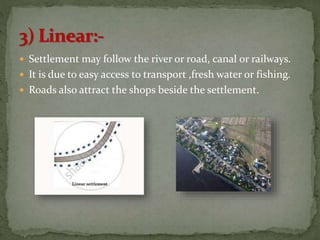 3) Linear:-
• Settlement may follow the river or road, canal or railways.
• It is due to easy access to transport ,fresh water or fishing.
• Roads also attract the shops beside the settlement.
Linear settlement